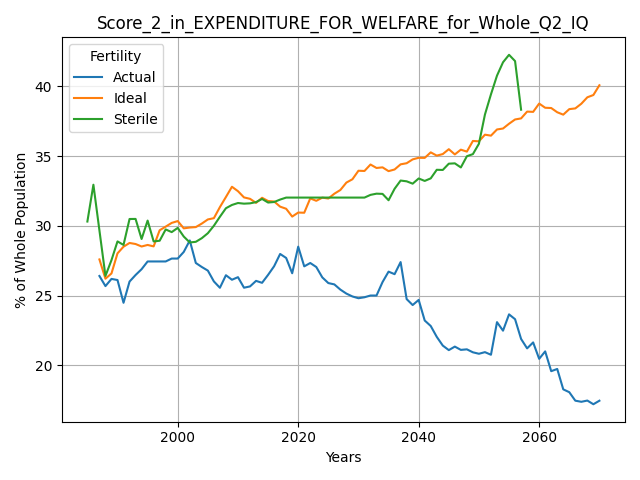 Score_2_in_EXPENDITURE_FOR_WELFARE_for_Whole_Q2_IQ
Fertility
Actual
Ideal
Sterile
% of Whole Population
40
35
30
25
20
2000
2020
2040
2060
Years